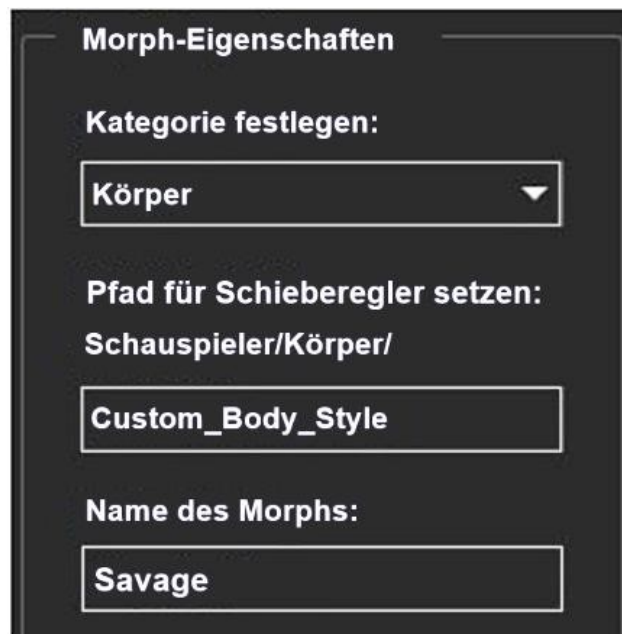 Morph-Eigenschaften
Kategorie festlegen:
Körper
Pfad für Schieberegler setzen:
Schauspieler/Körper/
Custom_Body_Style
Name des Morphs:
Savage